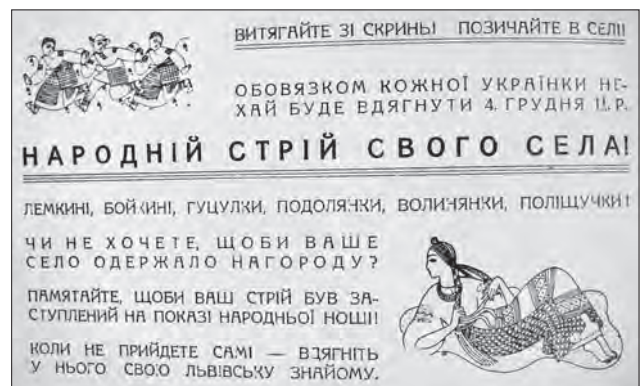 ВИТЯГАЙТЕ ЗІ СКРИНЬ! ПОЗИЧАЙТЕ В СЕЛІ!
ОБОВЯЗКОМ КОЖНОЇ УКРАЇНКИ НЕ-
ХАЙ БУДЕ ВДЯГНУТИ 4. ГРУДНЯ Ц.Р.
НАРОДНІЙ СТРІЙ СВОГО СЕЛА!
ЛЕМКИНІ, БОЙКИНІ, ГУЦУЛКИ, ПОДОЛЯНКИ, ВОЛИНЯНКИ, ПОЛІЩУЧКИ!
ЧИ НЕ ХОЧЕТЕ, ЩОБИ ВАШЕ
СЕЛО ОДЕРЖАЛО НАГОРОДУ?
ПАМЯТАЙТЕ, ЩОБИ ВАШ СТРІЙ БУВ ЗА-
СТУПЛЕНИЙ НА ПОКАЗІ НАРОДНЬОЇ НОШІ!
КОЛИ НЕ ПРИЙДЕТЕ САМІ — ВДЯГНІТЬ
У НЬОГО СВОЮ ЛЬВІВСЬКУ ЗНАЙОМУ.